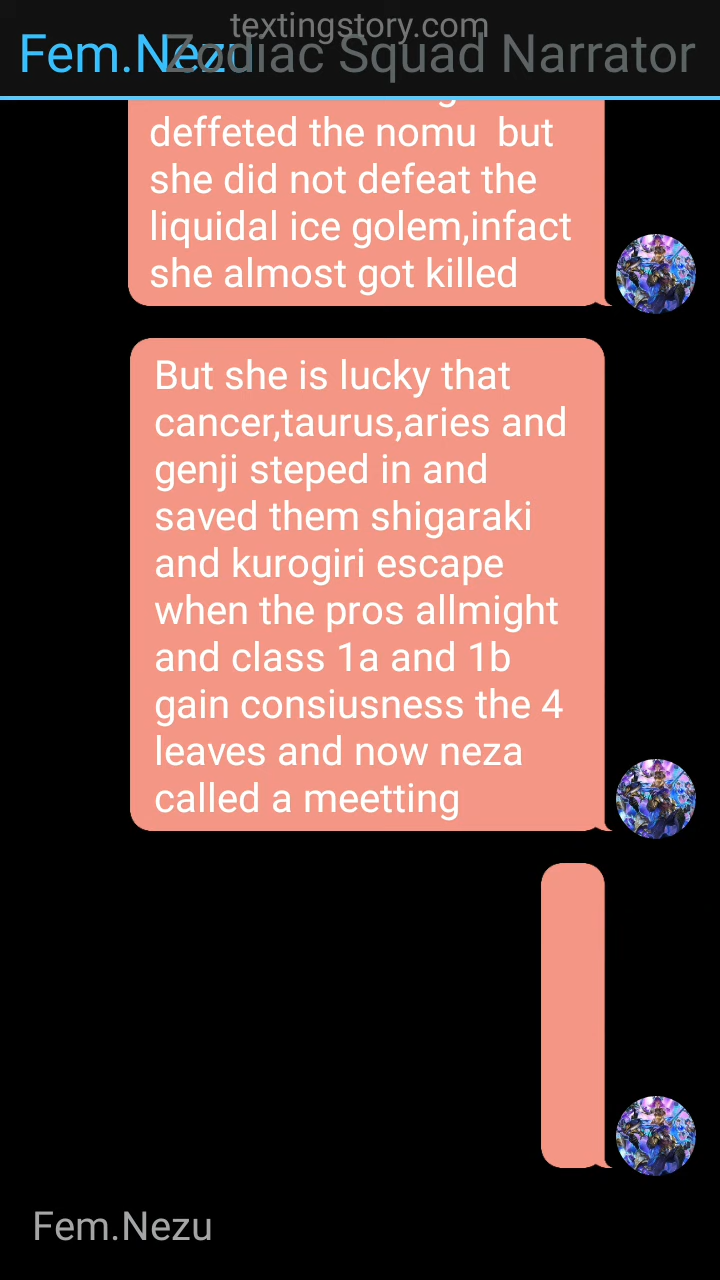 textingstory.com
Fem.Nezu
Zodiac Squad Narrator
deffeted the nomu  but
she did not defeat the
liquidal ice golem,infact
she almost got killed
But she is lucky that
cancer,taurus,aries and
genji steped in and
saved them shigaraki
and kurogiri escape
when the pros allmight
and class 1a and 1b
gain consiusness the 4
leaves and now neza
called a meetting
Fem.Nezu